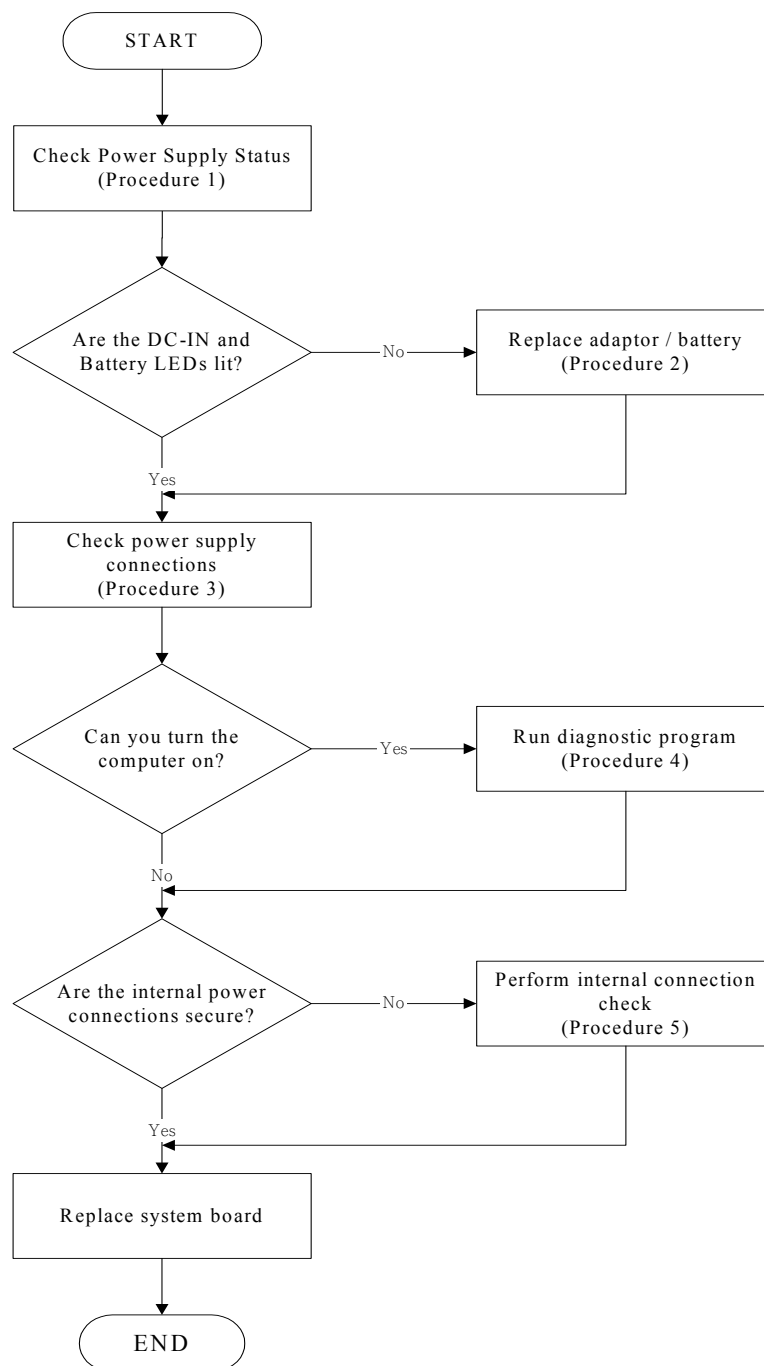 START
Check Power Supply Status
(Procedure 1)
Are the DC-IN and
Battery LEDs lit?
No
Replace adaptor / battery
(Procedure 2)
Yes
Check power supply
connections
(Procedure 3)
Can you turn the
computer on?
Yes
Run diagnostic program
(Procedure 4)
No
Are the internal power
connections secure?
No
Perform internal connection
check
(Procedure 5)
Yes
Replace system board
END